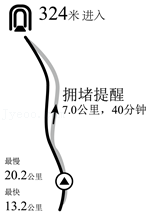 324米 进入
拥堵提醒
7.0公里，40分钟
最慢
20.2公里
最快
13.2公里